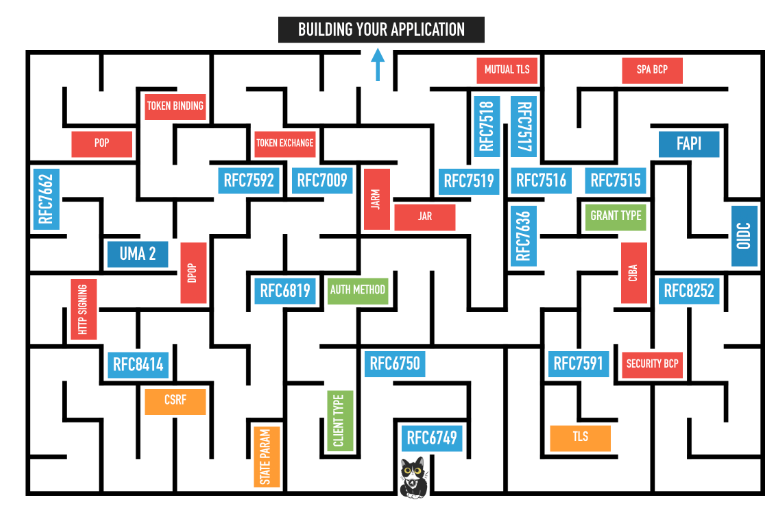 BUILDING YOUR APPLICATION
MUTUAL TLS
SPA BCP
TOKEN BINDING
RFC7518
RFC7517
POP
TOKEN EXCHANGE
FAPI
RFC7662
RFC7592
RFC7009
JARM
RFC7519
RFC7516
RFC7515
JAR
RFC7636
GRANT TYPE
OIDC
UMA 2
DPOP
CIBA
HTTP SIGNING
RFC6819
AUTH METHOD
RFC8252
RFC8414
RFC6750
RFC7591
SECURITY BCP
CSRF
CLIENT TYPE
STATE PARAM
RFC6749
TLS